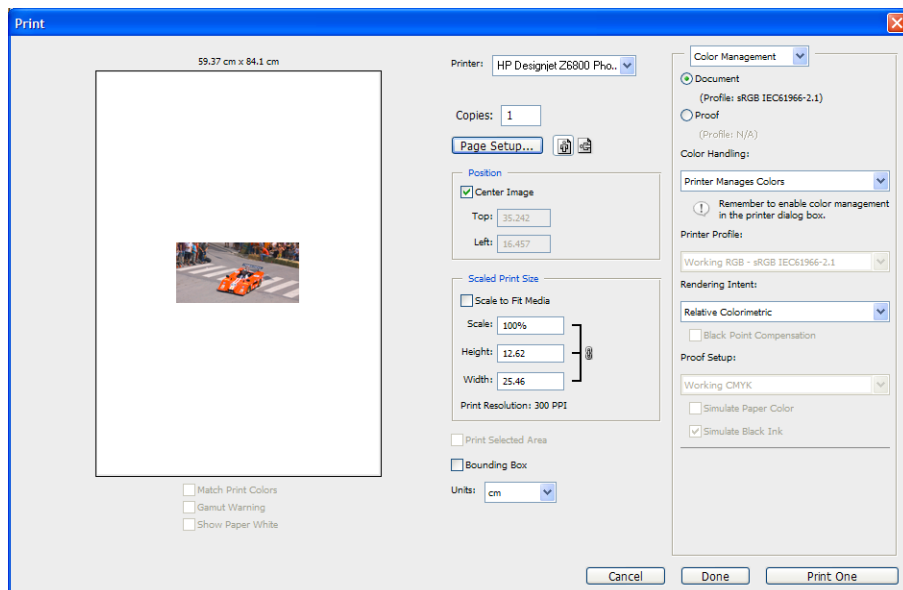 Print
59.37 cm x 84.1 cm
Match Print Colors
Gamut Warning
Show Paper White
Printer: HP Designjet Z6800 Pho..
Copies: 1
Page Setup...
Position
Center Image
Top: 35.242
Left: 16.457
Scaled Print Size
Scale to Fit Media
Scale: 100%
Height: 12.62
Width: 25.46
Print Resolution: 300 PPI
Print Selected Area
Bounding Box
Units: cm
Color Management
Document
(Profile: sRGB IEC61966-2.1)
Proof
(Profile: N/A)
Color Handling:
Printer Manages Colors
Remember to enable color management
in the printer dialog box.
Printer Profile:
Working RGB - sRGB IEC61966-2.1
Rendering Intent:
Relative Colorimetric
Black Point Compensation
Proof Setup:
Working CMYK
Simulate Paper Color
Simulate Black Ink
Cancel Done Print One